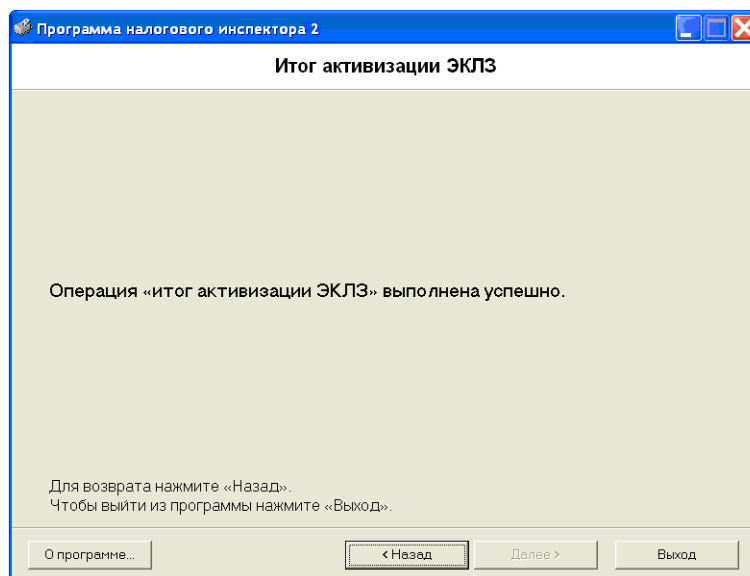 Программа налогового инспектора 2
Итог активизации ЭКЛЗ
Операция «итог активизации ЭКЛЗ» выполнена успешно.
Для возврата нажмите «Назад».
Чтобы выйти из программы нажмите «Выход».
О программе... < Назад Далее > Выход